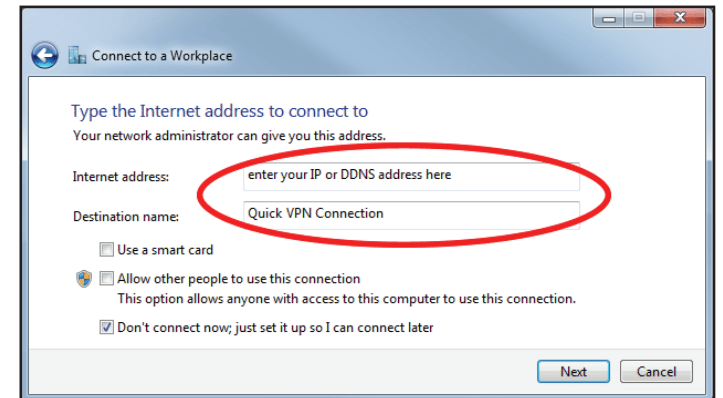 Connect to a Workplace
Type the Internet address to connect to
Your network administrator can give you this address.
Internet address: enter your IP or DDNS address here
Destination name: Quick VPN Connection
Use a smart card
Allow other people to use this connection
This option allows anyone with access to this computer to use this connection.
Don't connect now; just set it up so I can connect later
Next Cancel